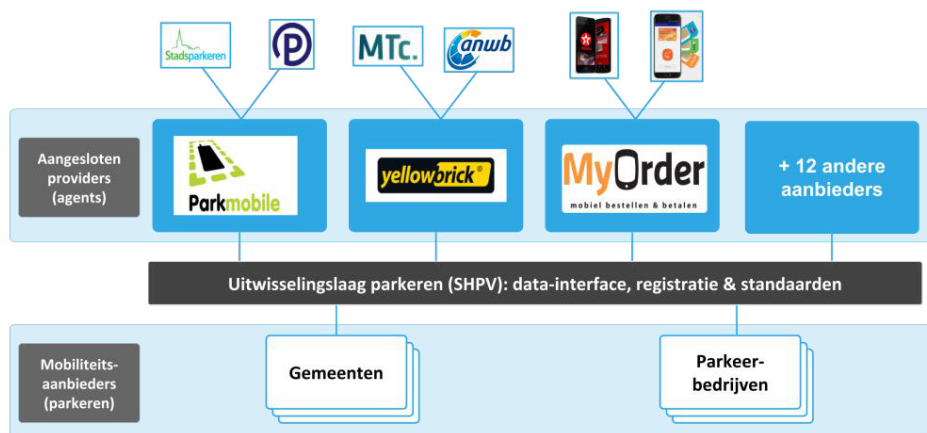 Stadsparkeren
P
MTc.
anwb
Aangesloten
providers
(agents)
Parkmobile
yellowbrick®
MyOrder
mobiel bestellen & betalen
+ 12 andere
aanbieders
Uitwisselingslaag parkeren (SHPV): data-interface, registratie & standaarden
Mobiliteits-
aanbieders
(parkeren)
Gemeenten
Parkeer-
bedrijven